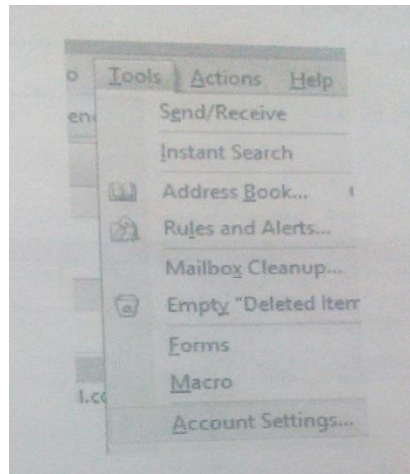 Tools Actions Help
Send/Receive
Instant Search
Address Book...
Rules and Alerts...
Mailbox Cleanup...
Empty "Deleted Item
Forms
Macro
Account Settings...